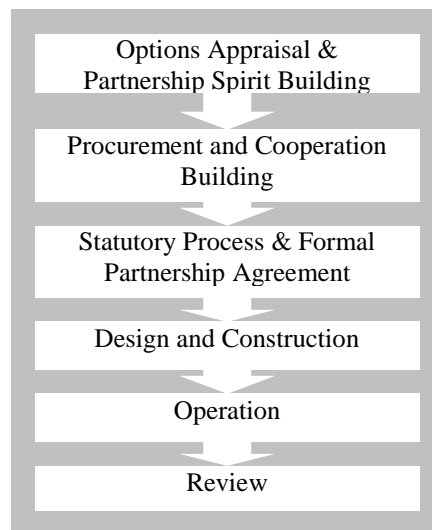 Options Appraisal &
Partnership Spirit Building
Procurement and Cooperation
Building
Statutory Process & Formal
Partnership Agreement
Design and Construction
Operation
Review